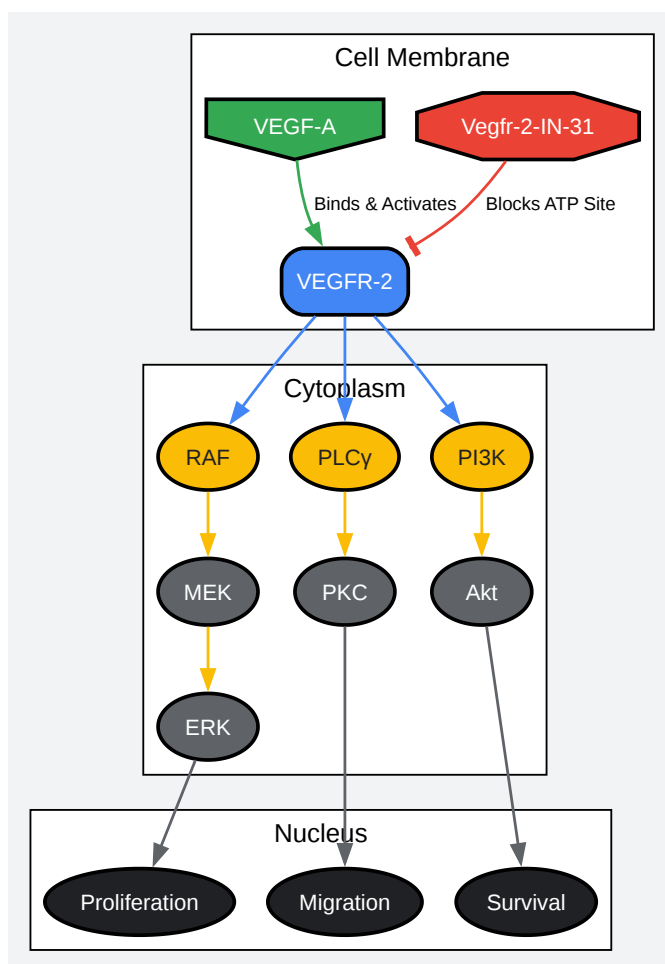 Cell Membrane
VEGF-A
Vegfr-2-IN-31
Binds & Activates
Blocks ATP Site
VEGFR-2
Cytoplasm
RAF
PLCγ
PI3K
MEK
PKC
Akt
ERK
Nucleus
Proliferation
Migration
Survival